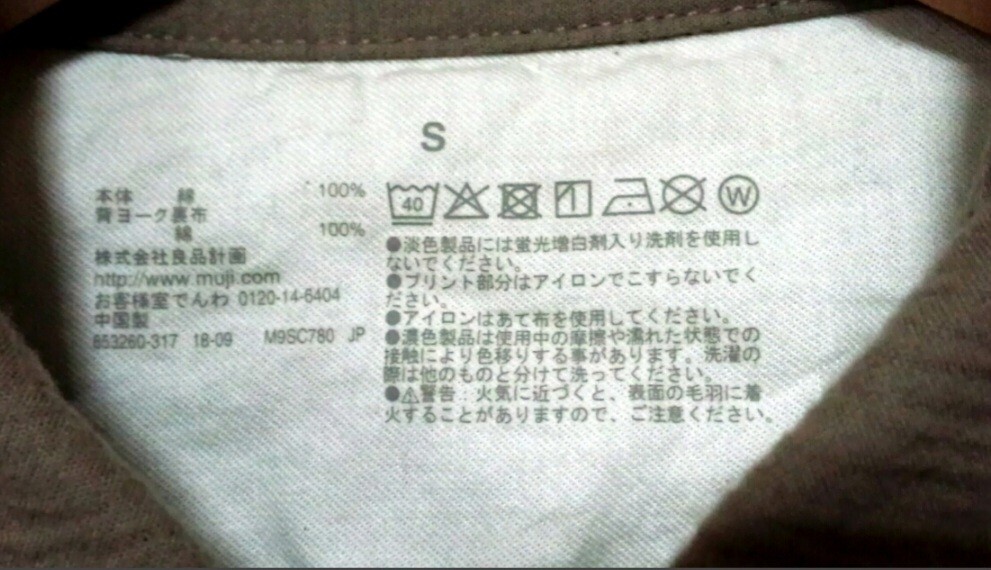 S
本体 綿 100%
背ヨーク裏布
綿 100%
株式会社良品計画
http://www.muji.com
お客様室でんわ 0120-14-6404
中国製
853260-317 18-09 M9SC780 JP
40
W
●淡色製品には蛍光増白剤入り洗剤を使用し
ないでください。
●プリント部分はアイロンでこすらないでく
ださい。
●アイロンはあて布を使用してください。
●濃色製品は使用中の摩擦や濡れた状態での
接触により色移りする事があります。洗濯の
際は他のものと分けて洗ってください。
●⚠警告：火気に近づくと、表面の毛羽に着
火することがありますので、ご注意ください。